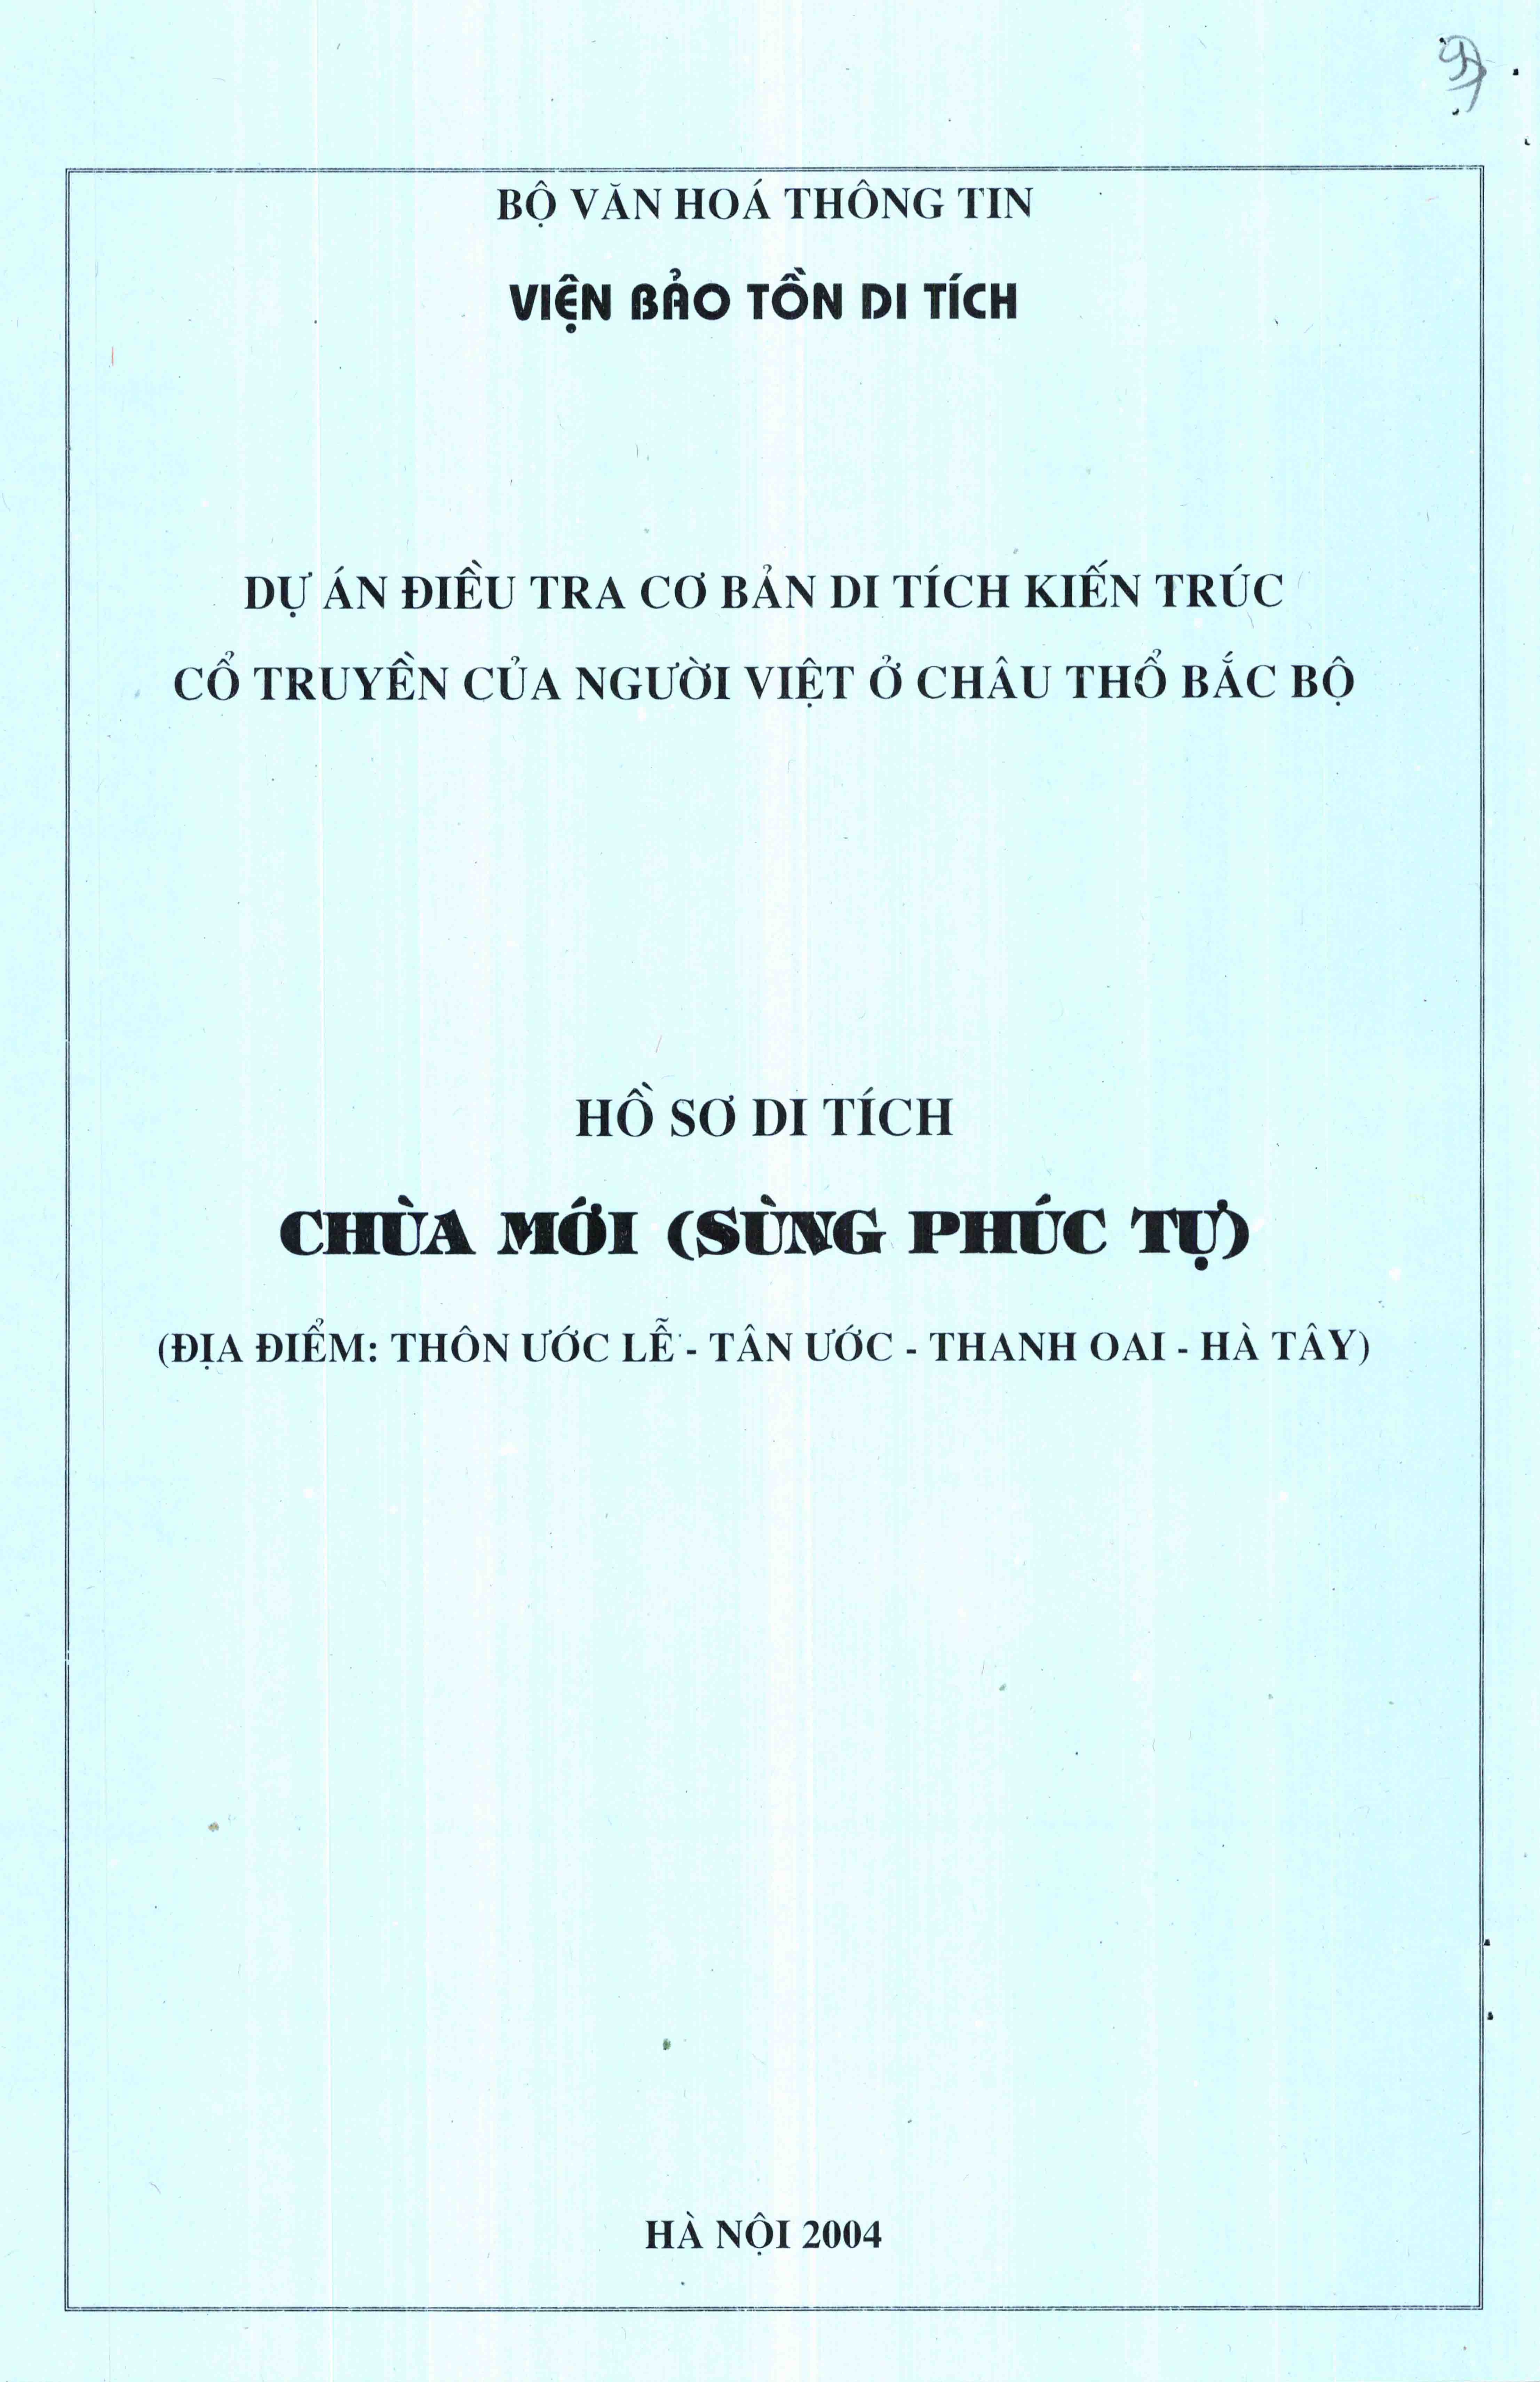 BỘ VĂN HOÁ THÔNG TIN
VIỆN BẢO TỒN DI TÍCH
DỰ ÁN ĐIỀU TRA CƠ BẢN DI TÍCH KIẾN TRÚC
CỔ TRUYỀN CỦA NGƯỜI VIỆT Ở CHÂU THỔ BẮC BỘ
HỒ SƠ DI TÍCH
CHÙA MỚI (SÙNG PHÚC TỰ)
(ĐỊA ĐIỂM: THÔN ƯỚC LỄ - TÂN ƯỚC - THANH OAI - HÀ TÂY)
HÀ NỘI 2004